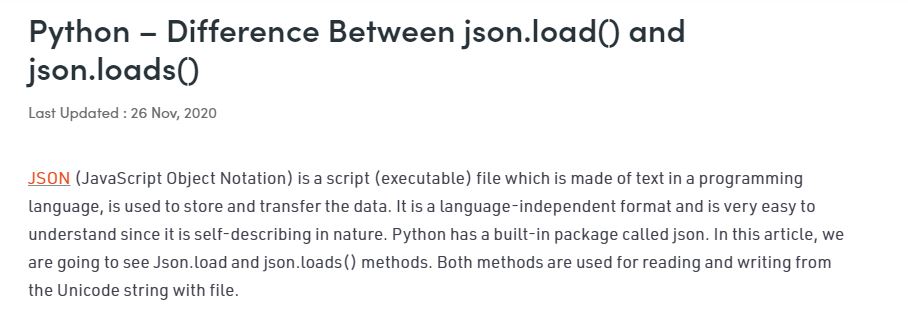 Python – Difference Between json.load() and
json.loads()
Last Updated : 26 Nov, 2020
JSON (JavaScript Object Notation) is a script (executable) file which is made of text in a programming
language, is used to store and transfer the data. It is a language-independent format and is very easy to
understand since it is self-describing in nature. Python has a built-in package called json. In this article, we
are going to see Json.load and json.loads() methods. Both methods are used for reading and writing from
the Unicode string with file.